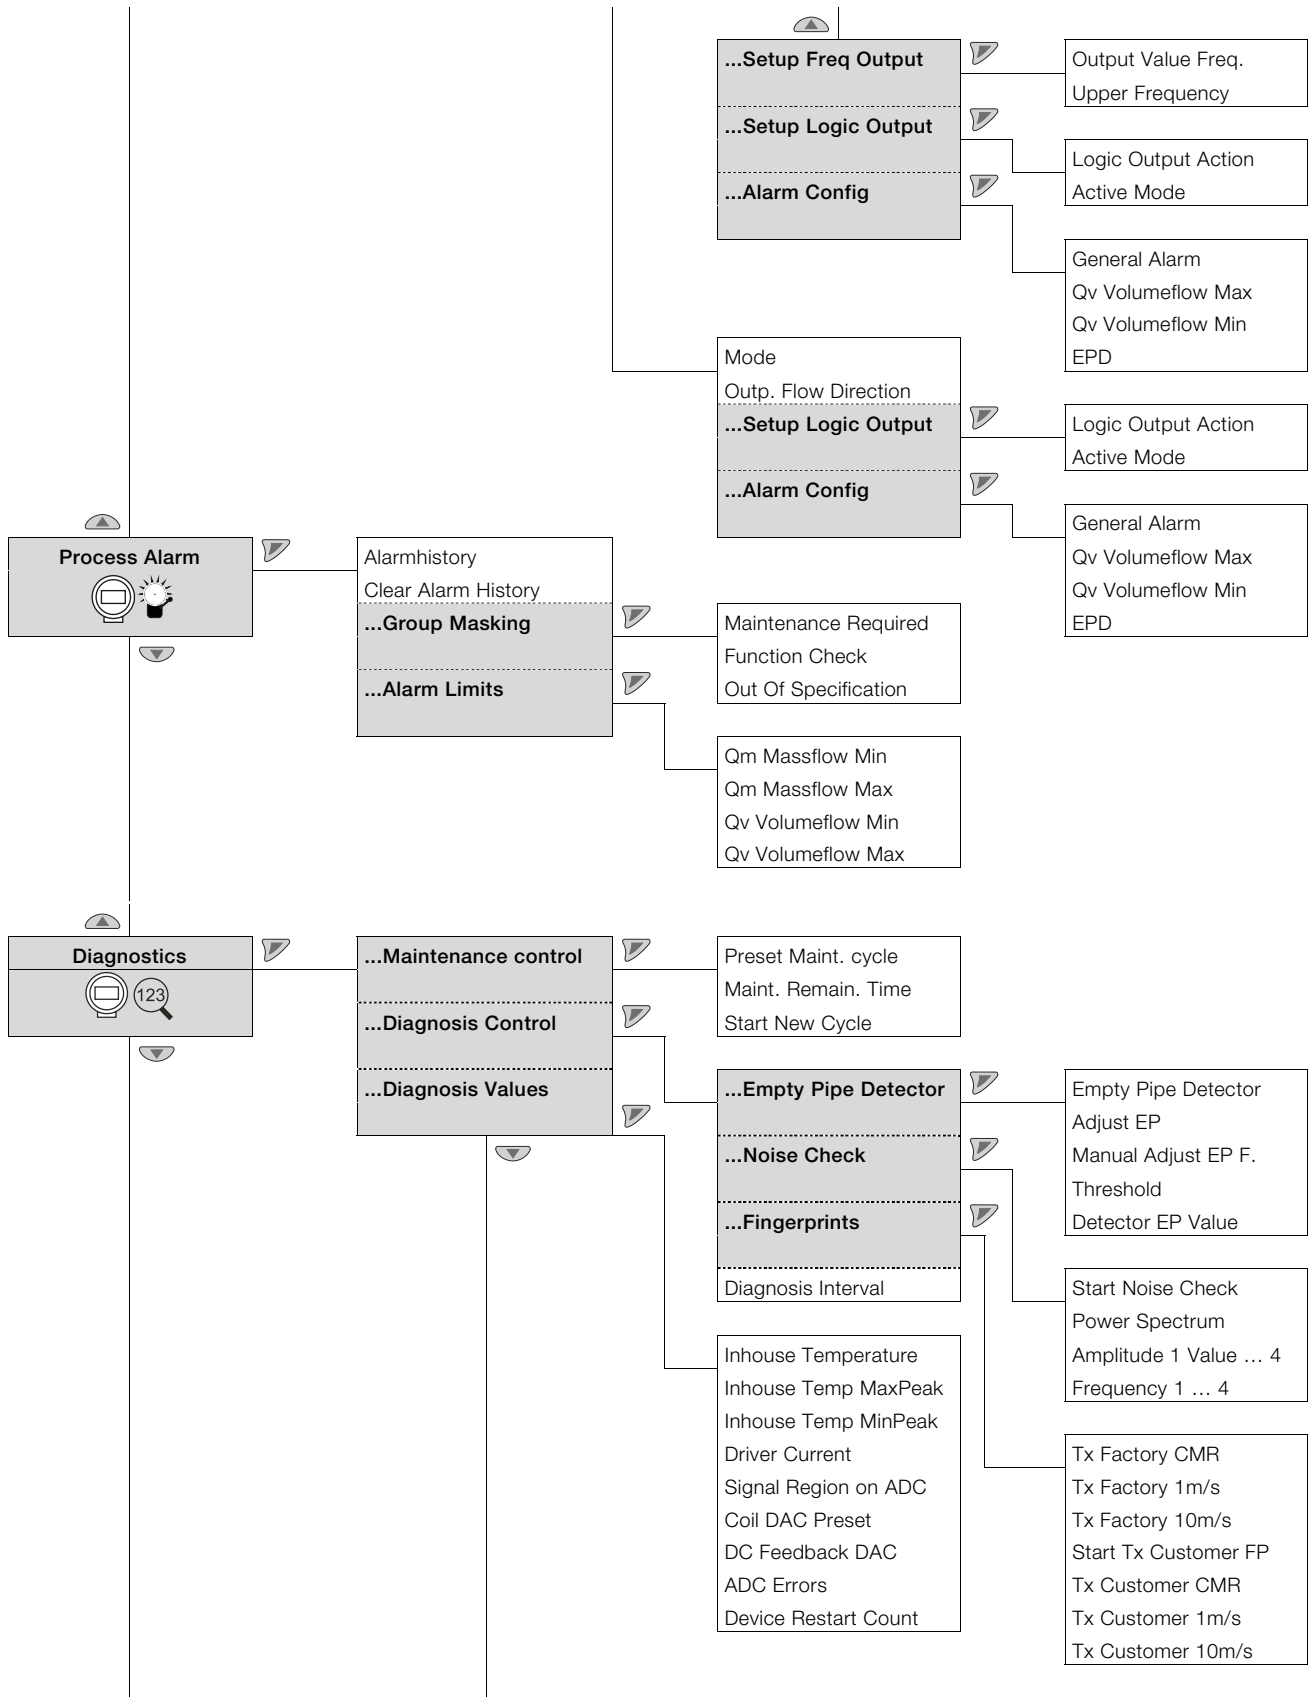 ...Setup Freq Output
Output Value Freq.
Upper Frequency
...Setup Logic Output
Logic Output Action
Active Mode
...Alarm Config
General Alarm
Qv Volumeflow Max
Qv Volumeflow Min
EPD
Mode
Outp. Flow Direction
...Setup Logic Output
Logic Output Action
Active Mode
...Alarm Config
General Alarm
Qv Volumeflow Max
Qv Volumeflow Min
EPD
Process Alarm
Alarmhistory
Clear Alarm History
...Group Masking
Maintenance Required
Function Check
Out Of Specification
...Alarm Limits
Qm Massflow Min
Qm Massflow Max
Qv Volumeflow Min
Qv Volumeflow Max
Diagnostics
123
...Maintenance control
Preset Maint. cycle
Maint. Remain. Time
Start New Cycle
...Diagnosis Control
...Diagnosis Values
...Empty Pipe Detector
Empty Pipe Detector
Adjust EP
Manual Adjust EP F.
Threshold
Detector EP Value
...Noise Check
Start Noise Check
Power Spectrum
Amplitude 1 Value ... 4
Frequency 1 ... 4
...Fingerprints
Tx Factory CMR
Tx Factory 1m/s
Tx Factory 10m/s
Start Tx Customer FP
Tx Customer CMR
Tx Customer 1m/s
Tx Customer 10m/s
Diagnosis Interval
Inhouse Temperature
Inhouse Temp MaxPeak
Inhouse Temp MinPeak
Driver Current
Signal Region on ADC
Coil DAC Preset
DC Feedback DAC
ADC Errors
Device Restart Count